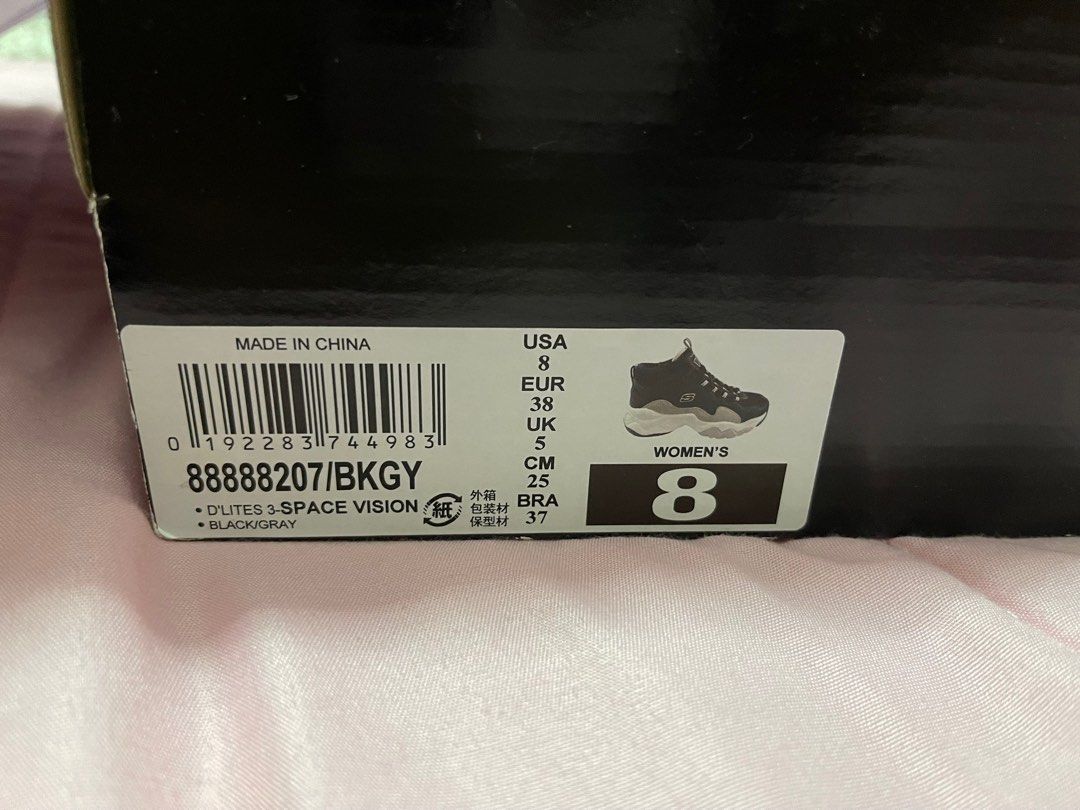 MADE IN CHINA
0 192283 744983
88888207/BKGY
• D'LITES 3-SPACE VISION
• BLACK/GRAY
紙
外箱
包装材
保型材
USA
8
EUR
38
UK
5
CM
25
BRA
37
S
WOMEN'S
8